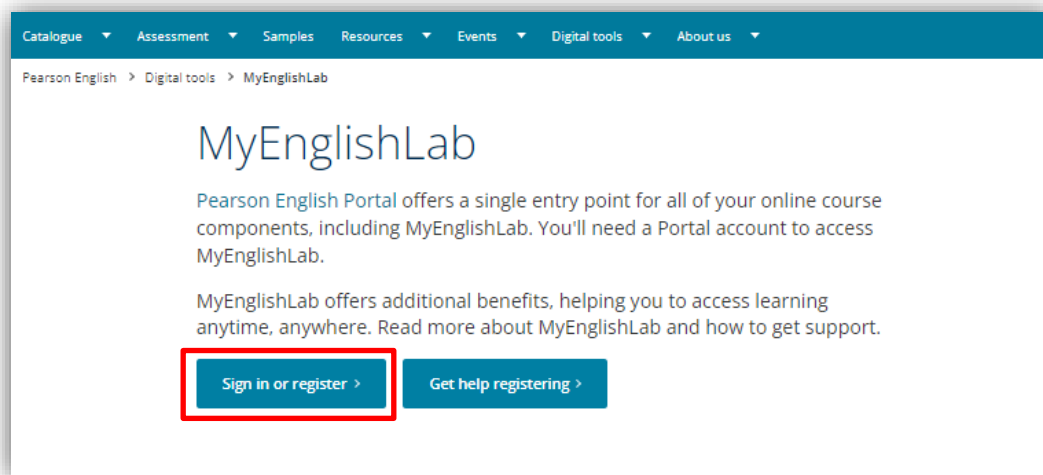 Catalogue Assessment Samples Resources Events Digital tools About us
Pearson English > Digital tools > MyEnglishLab
MyEnglishLab
Pearson English Portal offers a single entry point for all of your online course
components, including MyEnglishLab. You'll need a Portal account to access
MyEnglishLab.
MyEnglishLab offers additional benefits, helping you to access learning
anytime, anywhere. Read more about MyEnglishLab and how to get support.
Sign in or register > Get help registering >